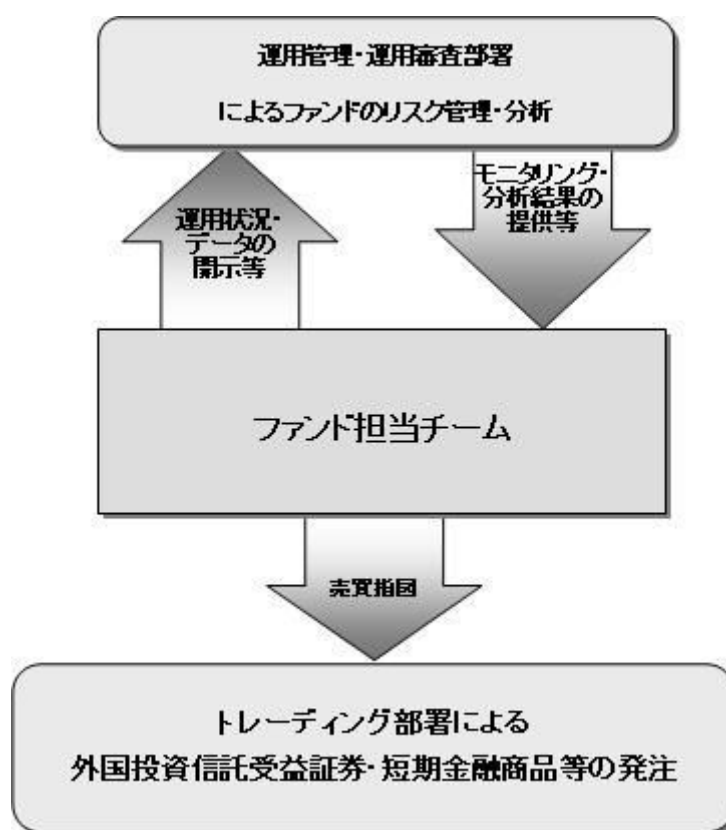 運用管理・運用審査部署
によるファンドのリスク管理・分析
運用状況・
データの
開示等
モニタリング・
分析結果の
提供等
ファンド担当チーム
売買指図
トレーディング部署による
外国投資信託受益証券・短期金融商品等の発注